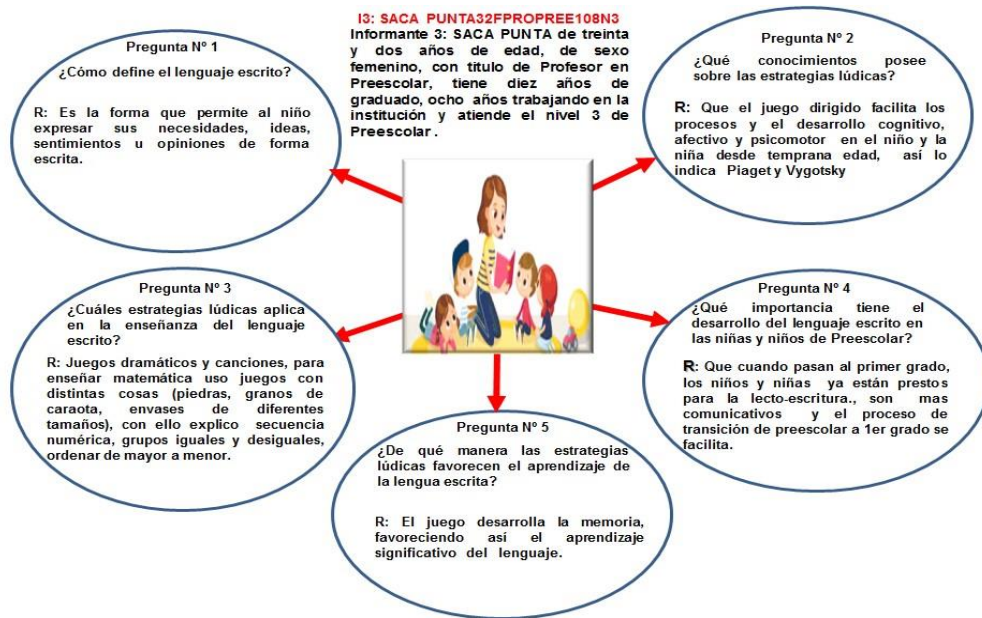 I3: SACA PUNTA32FPROPREE108N3
Informante 3: SACA PUNTA de treinta
y dos años de edad, de sexo
femenino, con titulo de Profesor en
Preescolar, tiene diez años de
graduado, ocho años trabajando en la
institución y atiende el nivel 3 de
Preescolar .
Pregunta Nº 1
¿Cómo define el lenguaje escrito?
R: Es la forma que permite al niño
expresar sus necesidades, ideas,
sentimientos u opiniones de forma
escrita.
Pregunta Nº 2
¿Qué conocimientos posee
sobre las estrategias lúdicas?
R: Que el juego dirigido facilita los
procesos y el desarrollo cognitivo,
afectivo y psicomotor en el niño y la
niña desde temprana edad, así lo
indica Piaget y Vygotsky
Pregunta Nº 3
¿Cuáles estrategias lúdicas aplica
en la enseñanza del lenguaje
escrito?
R: Juegos dramáticos y canciones, para
enseñar matemática uso juegos con
distintas cosas (piedras, granos de
caraota, envases de diferentes
tamaños), con ello explico secuencia
numérica, grupos iguales y desiguales,
ordenar de mayor a menor.
Pregunta Nº 4
¿Qué importancia tiene el
desarrollo del lenguaje escrito en
las niñas y niños de Preescolar?
R: Que cuando pasan al primer grado,
los niños y niñas ya están prestos
para la lecto-escritura., son mas
comunicativos y el proceso de
transición de preescolar a 1er grado se
facilita.
Pregunta Nº 5
¿De qué manera las estrategias
lúdicas favorecen el aprendizaje de
la lengua escrita?
R: El juego desarrolla la memoria,
favoreciendo así el aprendizaje
significativo del lenguaje.